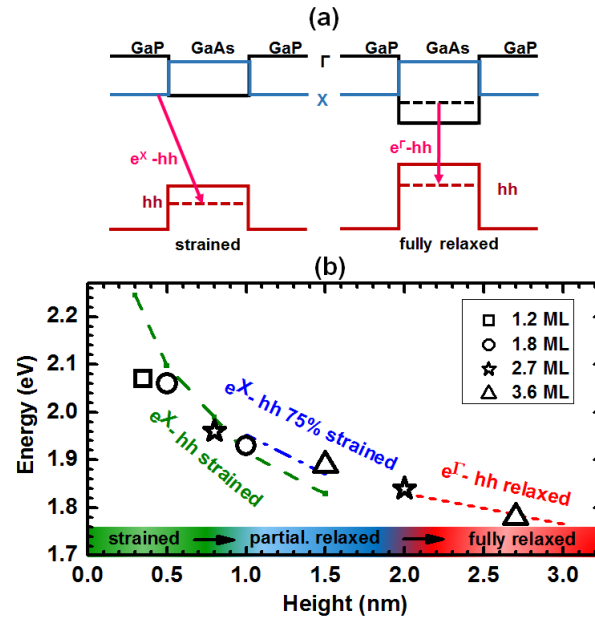 (a)
GaP GaAs GaP Γ GaP GaAs GaP
X
e^X -hh e^Γ-hh
hh hh
strained fully relaxed
(b)
2.2
2.1
2.0
1.9
1.8
1.7
Energy (eV)
1.2 ML
1.8 ML
2.7 ML
3.6 ML
e^X- hh 75% strained
e^X- hh strained
e^Γ- hh relaxed
strained partial. relaxed fully relaxed
0.0 0.5 1.0 1.5 2.0 2.5 3.0
Height (nm)